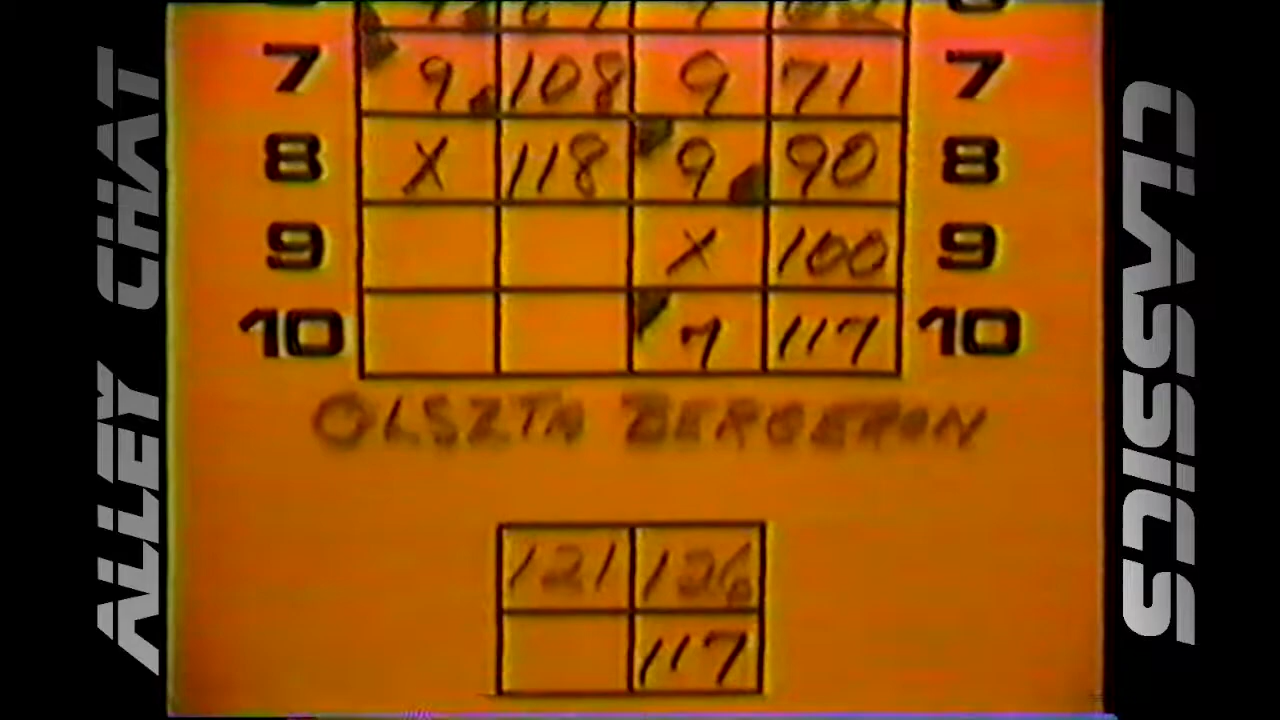 ALLEY CHAT
7 9 108 9 71 7
8 X 118 9 90 8
9 X 100 9
10 7 117 10
OLSZTA BERGERON
121 126
117
CLASSiCS